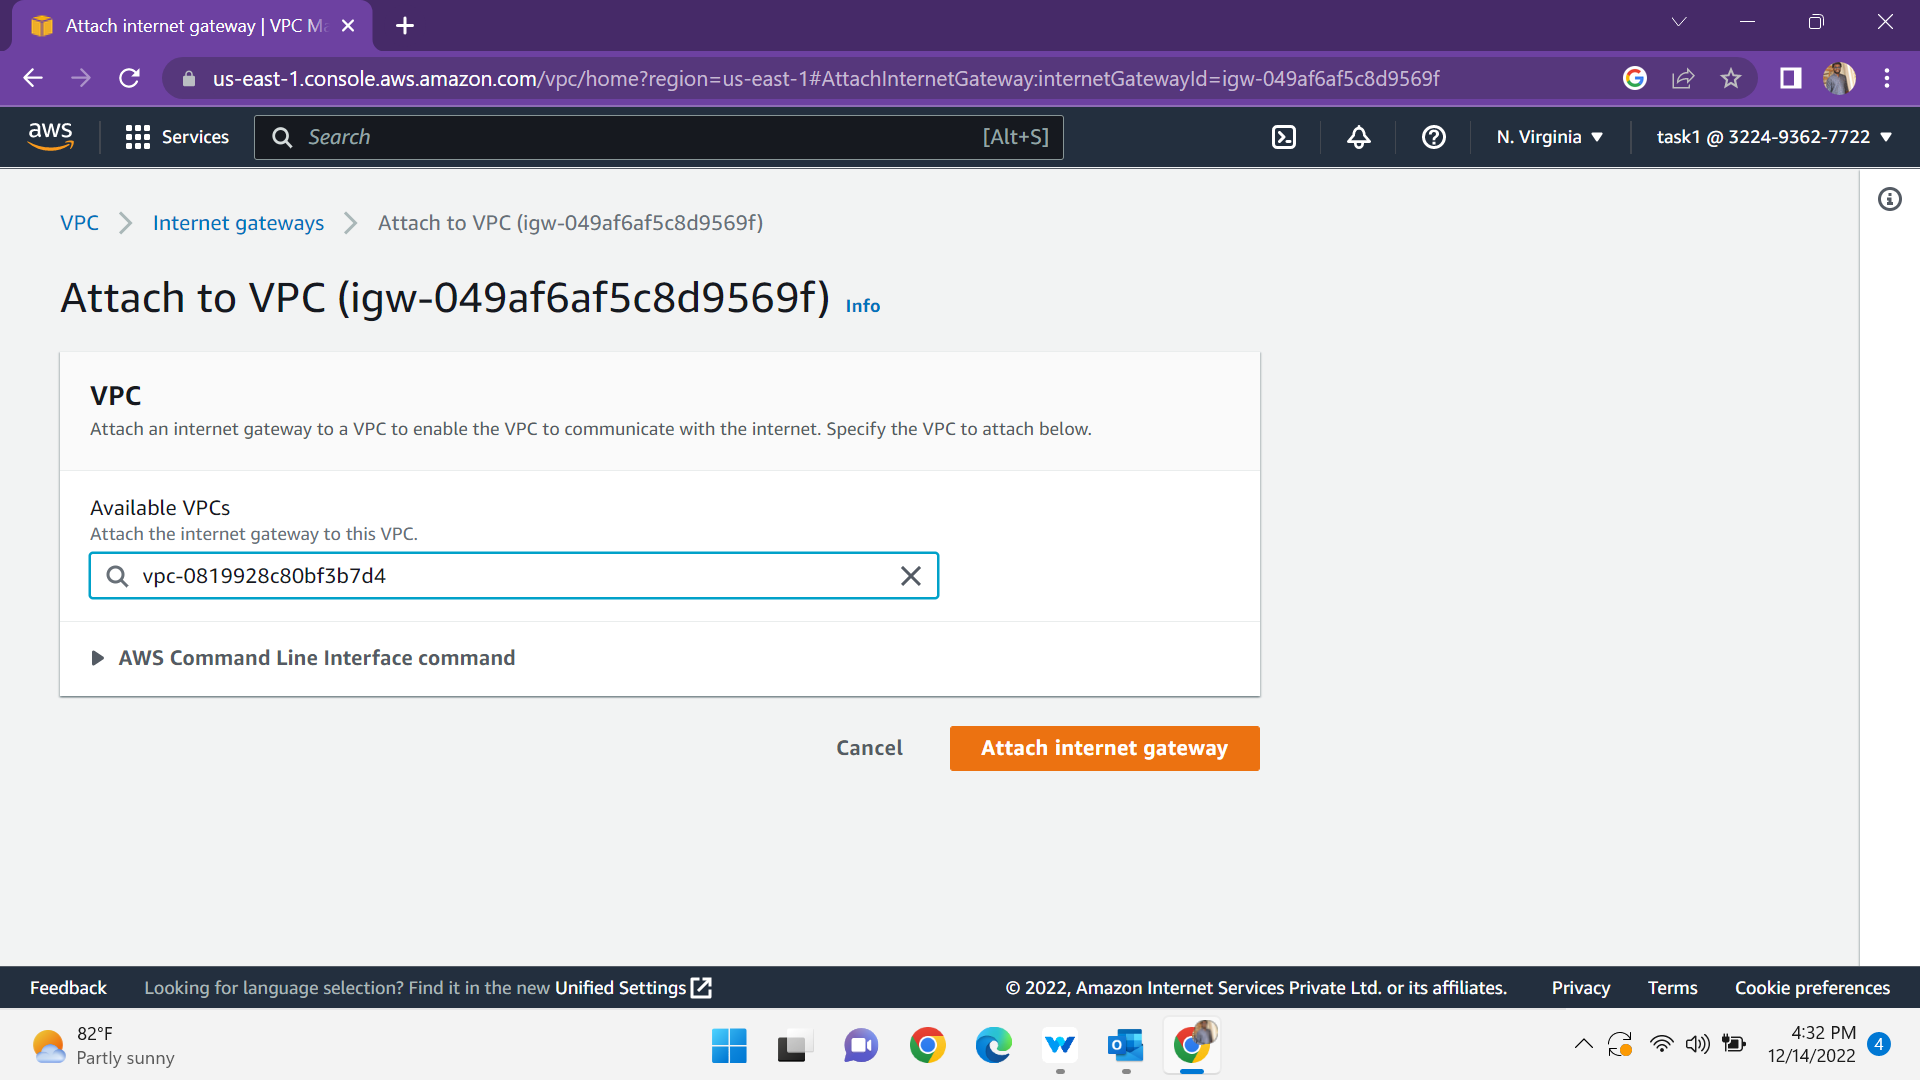 Attach internet gateway | VPC Ma
us-east-1.console.aws.amazon.com/vpc/home?region=us-east-1#AttachInternetGateway:internetGatewayId=igw-049af6af5c8d9569f
aws Services Search [Alt+S] N. Virginia task1 @ 3224-9362-7722
VPC Internet gateways Attach to VPC (igw-049af6af5c8d9569f)
Attach to VPC (igw-049af6af5c8d9569f) Info
VPC
Attach an internet gateway to a VPC to enable the VPC to communicate with the internet. Specify the VPC to attach below.
Available VPCs
Attach the internet gateway to this VPC.
vpc-0819928c80bf3b7d4
AWS Command Line Interface command
Cancel Attach internet gateway
Feedback Looking for language selection? Find it in the new Unified Settings © 2022, Amazon Internet Services Private Ltd. or its affiliates. Privacy Terms Cookie preferences
82°F
Partly sunny
4:32 PM
12/14/2022
4